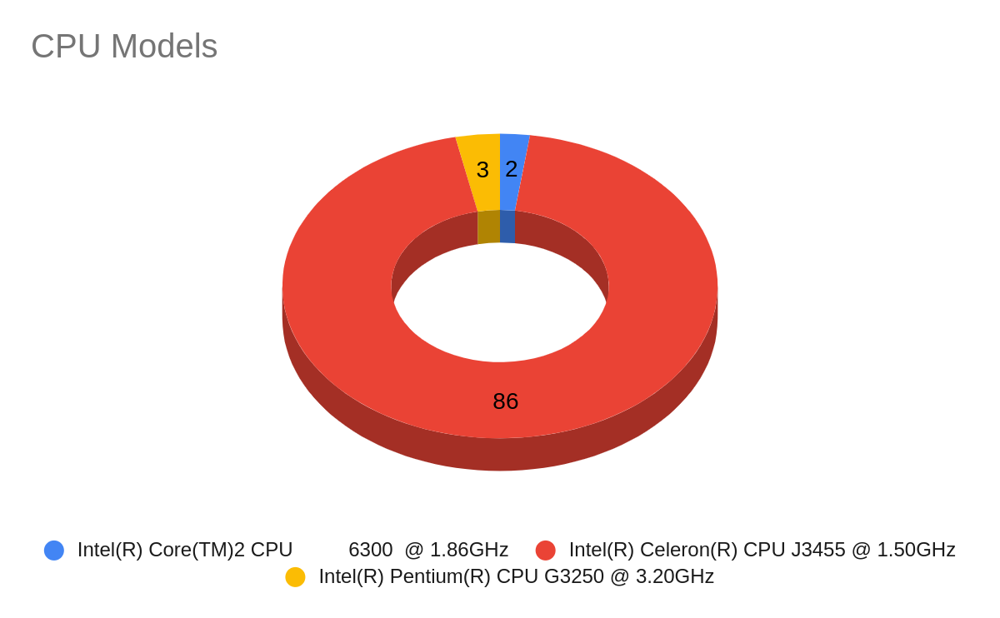 CPU Models
3 2
86
Intel(R) Core(TM)2 CPU          6300  @ 1.86GHz Intel(R) Celeron(R) CPU J3455 @ 1.50GHz
Intel(R) Pentium(R) CPU G3250 @ 3.20GHz